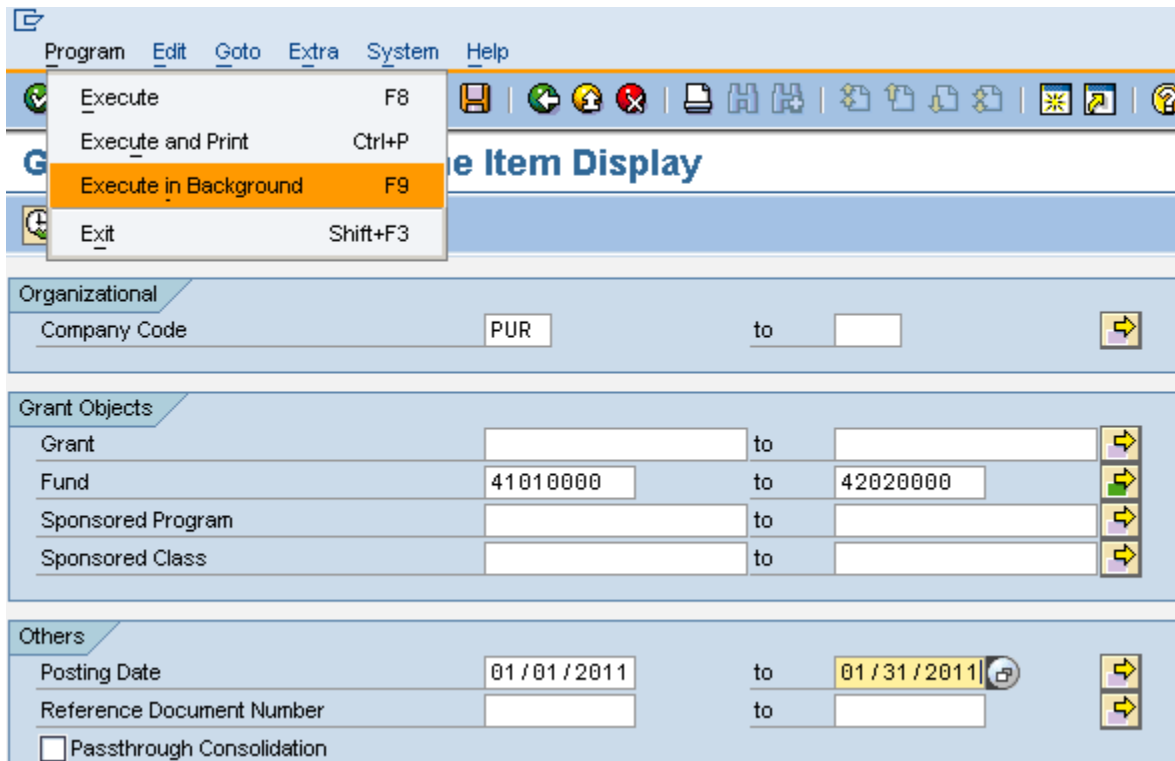 Program Edit Goto Extra System Help
Execute F8
Execute and Print Ctrl+P
G e Item Display
Execute in Background F9
Exit Shift+F3
Organizational
Company Code PUR to
Grant Objects
Grant to
Fund 41010000 to 42020000
Sponsored Program to
Sponsored Class to
Others
Posting Date 01/01/2011 to 01/31/2011
Reference Document Number to
Passthrough Consolidation